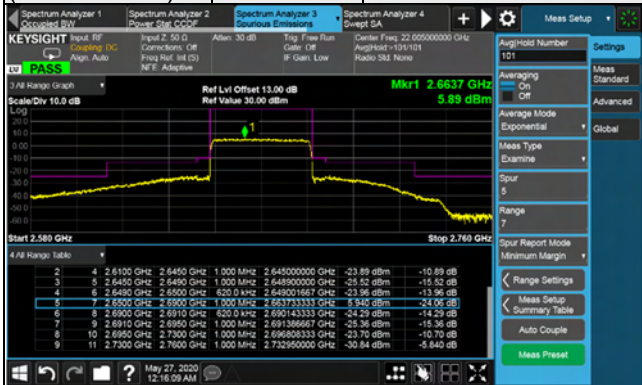 Spectrum Analyzer 1
Occupied BW
Spectrum Analyzer 2
Power Stat CCDF
Spectrum Analyzer 3
Spurious Emissions
Spectrum Analyzer 4
Swept SA
Meas Setup
KEYSIGHT
Input: RF
Coupling: DC
Align: Auto
Input Z: 50 Ω
Corrections: Off
Freq Ref: Int (S)
NFE: Adaptive
Atten: 30 dB
Trig: Free Run
Gate: Off
IF Gain: Low
Center Freq: 22.005000000 GHz
Avg|Hold:>101/101
Radio Std: None
PASS
3 All Range Graph
Scale/Div 10.0 dB
Ref Lvl Offset 13.00 dB
Ref Value 30.00 dBm
Mkr1 2.6637 GHz
5.89 dBm
Log
20.0
10.0
0.00
-10.0
-20.0
-30.0
-40.0
-50.0
-60.0
1
Start 2.580 GHz
Stop 2.760 GHz
4 All Range Table
2 4 2.6100 GHz 2.6450 GHz 1.000 MHz 2.645000000 GHz -23.89 dBm -10.89 dB
3 5 2.6450 GHz 2.6490 GHz 1.000 MHz 2.649000000 GHz -25.52 dBm -15.52 dB
4 6 2.6490 GHz 2.6500 GHz 620.0 kHz 2.649001667 GHz -23.96 dBm -13.96 dB
5 7 2.6500 GHz 2.6900 GHz 1.000 MHz 2.663733333 GHz 5.940 dBm -24.06 dB
6 8 2.6900 GHz 2.6910 GHz 620.0 kHz 2.690143333 GHz -24.29 dBm -14.29 dB
7 9 2.6910 GHz 2.6950 GHz 1.000 MHz 2.691386667 GHz -25.36 dBm -15.36 dB
8 10 2.6950 GHz 2.7300 GHz 1.000 MHz 2.696808333 GHz -23.70 dBm -10.70 dB
9 11 2.7300 GHz 2.7600 GHz 1.000 MHz 2.732950000 GHz -30.84 dBm -5.840 dB
May 27, 2020
12:16:09 AM
Avg|Hold Number
101
Averaging
On
Off
Average Mode
Exponential
Meas Type
Examine
Spur
5
Range
7
Spur Report Mode
Minimum Margin
Range Settings
Meas Setup
Summary Table
Auto Couple
Meas Preset
Settings
Meas
Standard
Advanced
Global